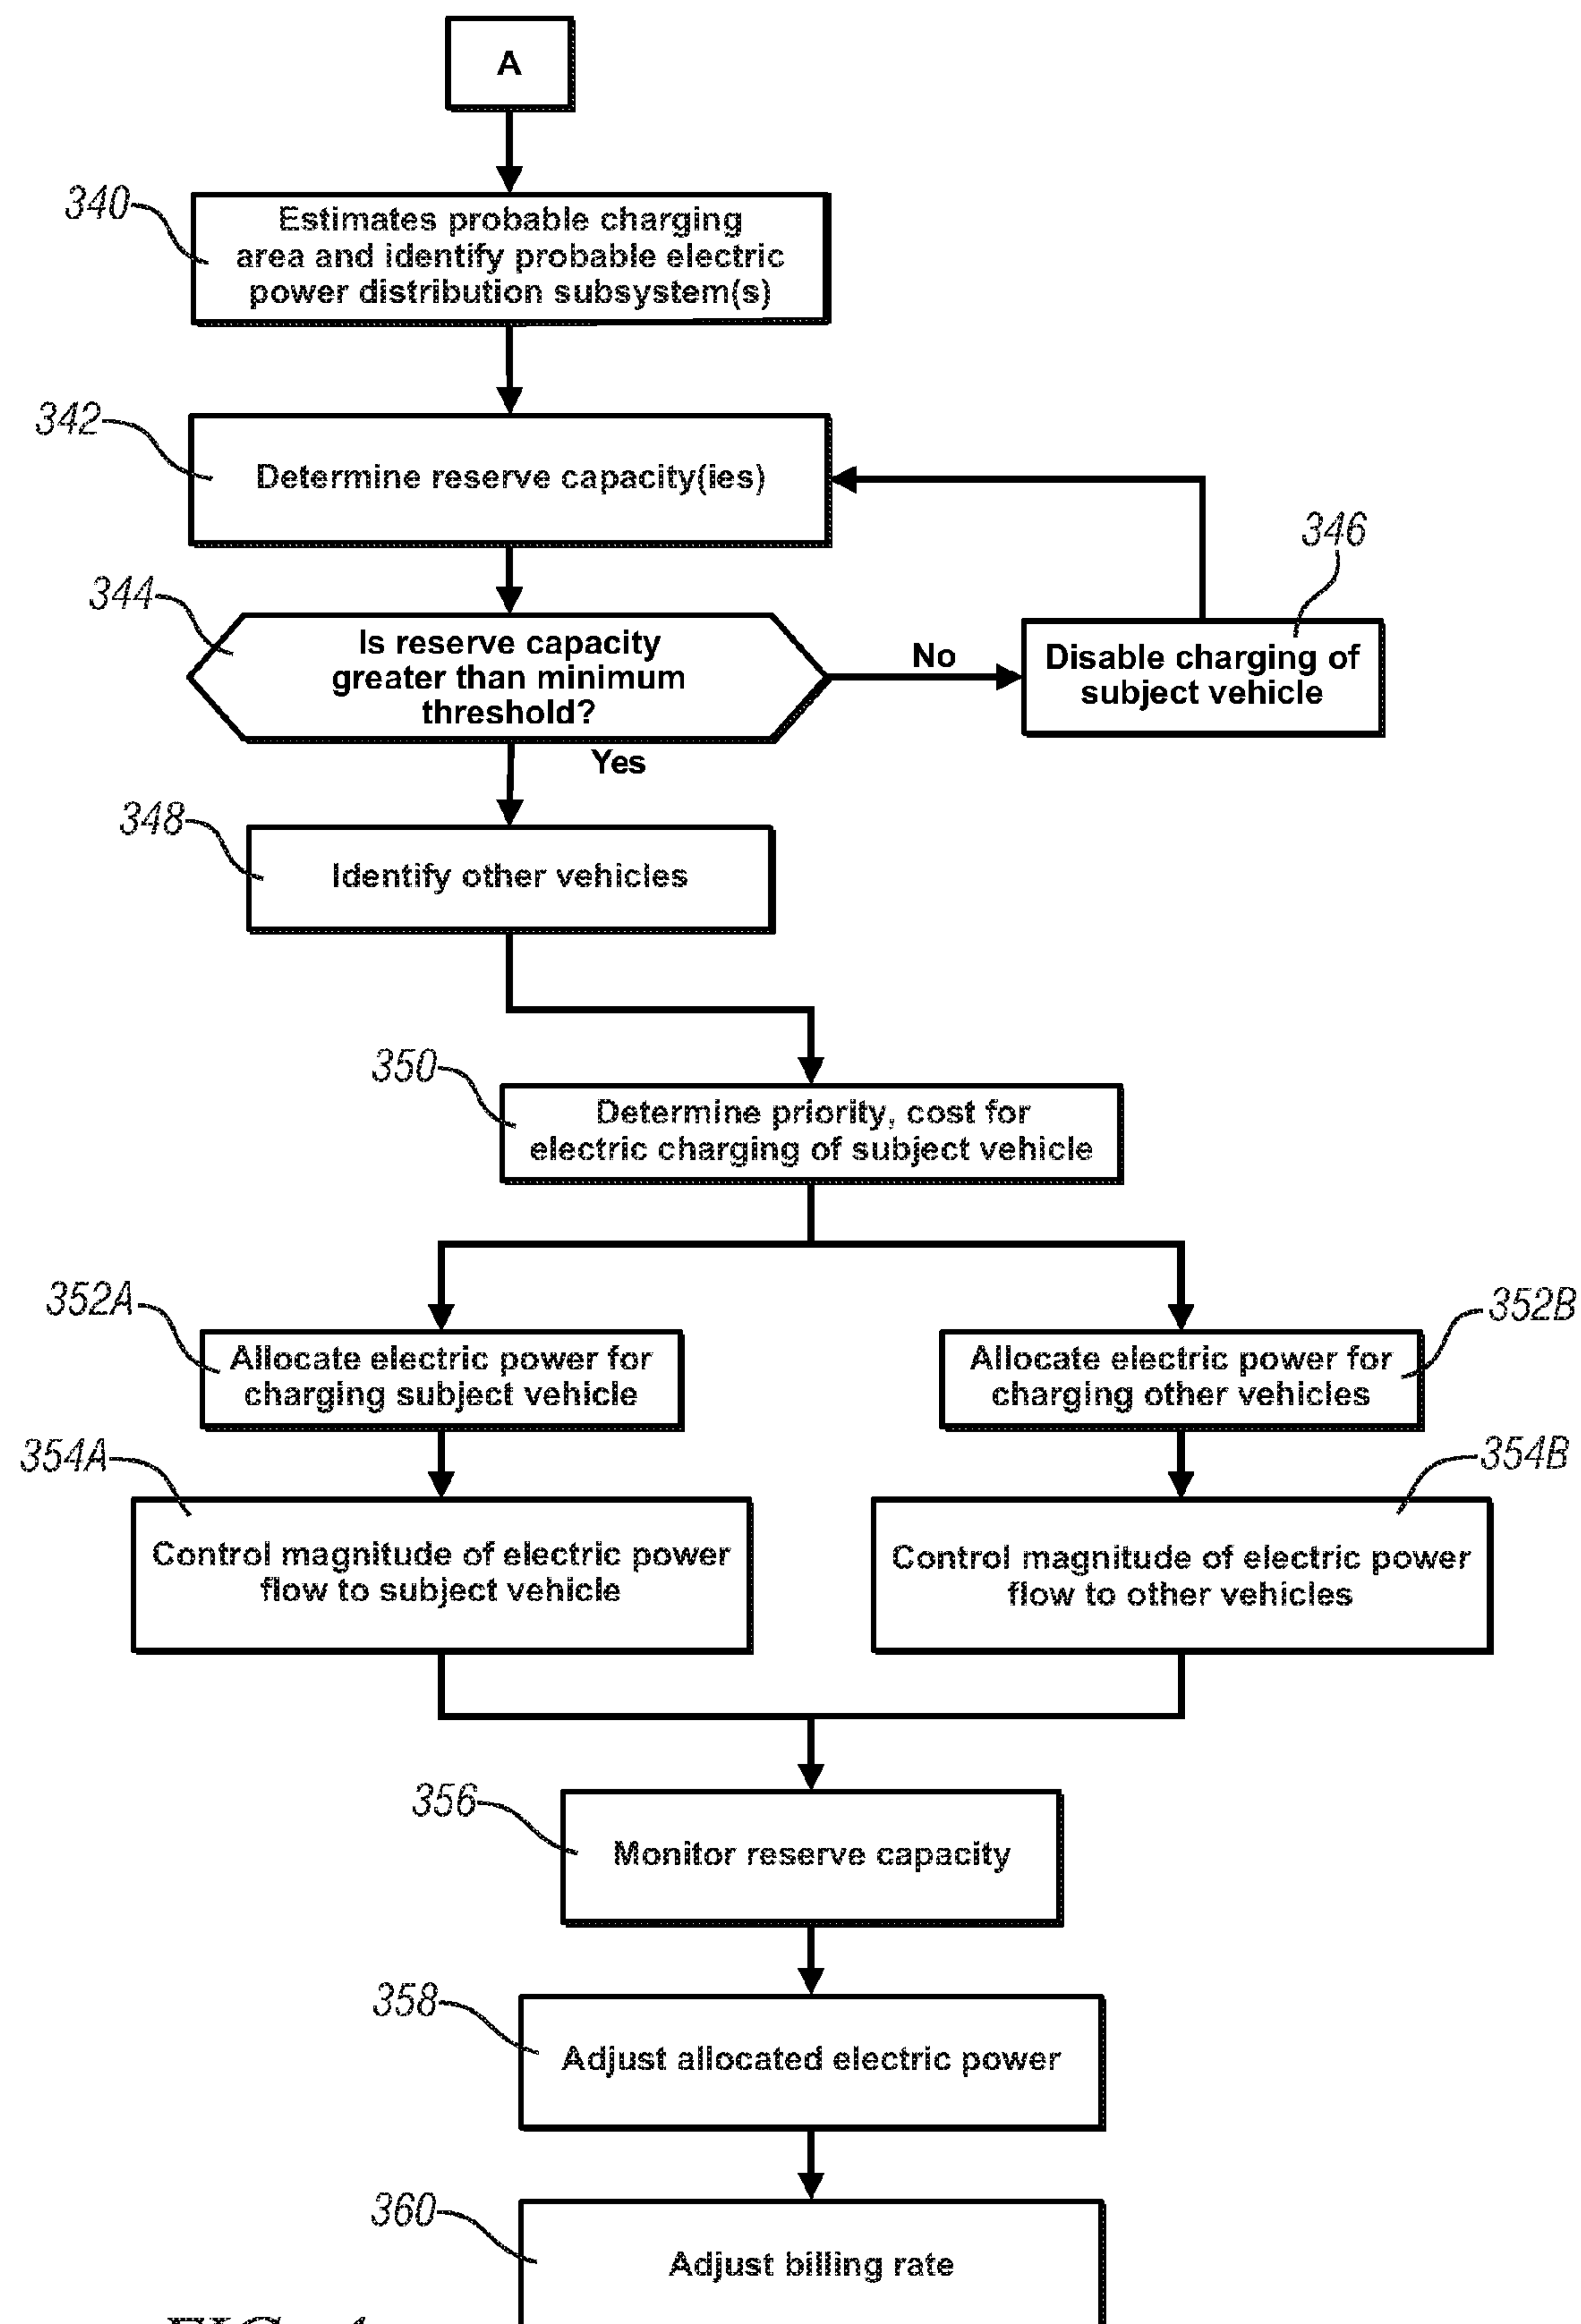 A
340
Estimates probable charging
area and identify probable electric
power distribution subsystem(s)
342
Determine reserve capacity(ies)
346
344
Is reserve capacity
greater than minimum
threshold?
No
Disable charging of
subject vehicle
Yes
348
Identify other vehicles
350
Determine priority, cost for
electric charging of subject vehicle
352A
352B
Allocate electric power for
charging subject vehicle
Allocate electric power for
charging other vehicles
354A
354B
Control magnitude of electric power
flow to subject vehicle
Control magnitude of electric power
flow to other vehicles
356
Monitor reserve capacity
358
Adjust allocated electric power
360
Adjust billing rate